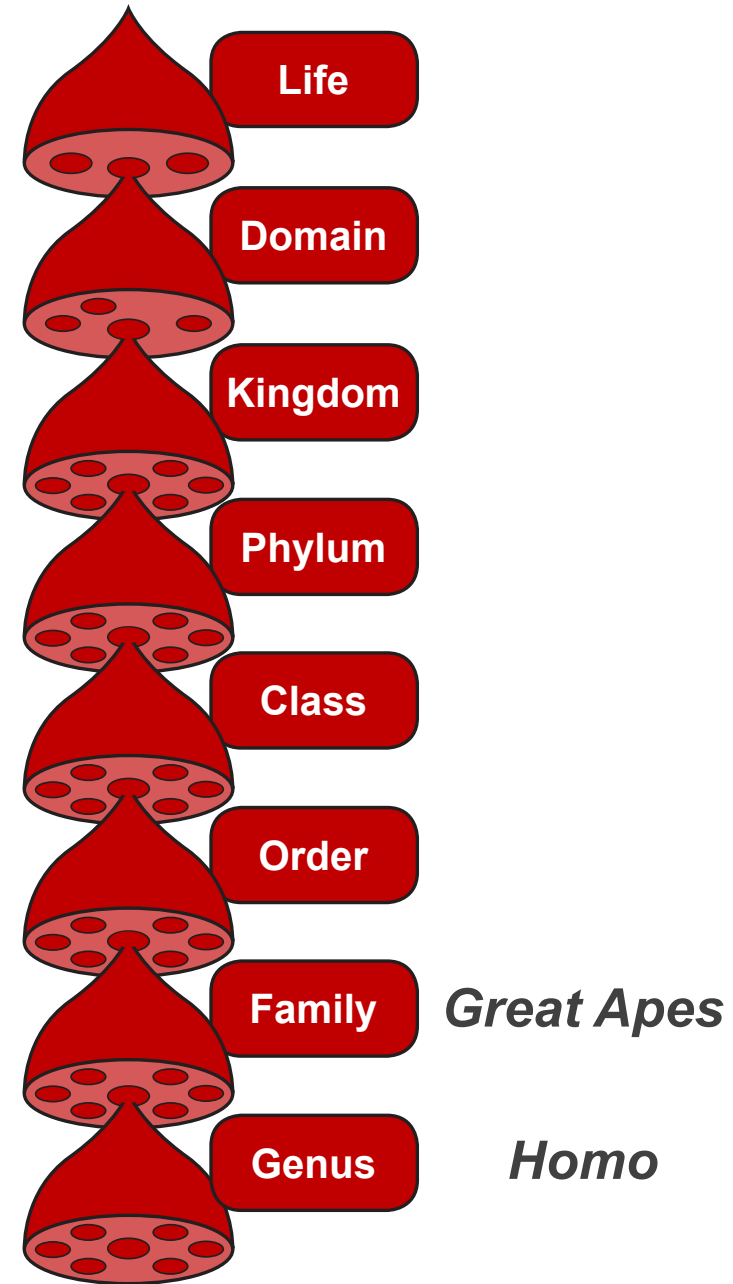 Life
Domain
Kingdom
Phylum
Class
Order
Family Great Apes
Genus Homo